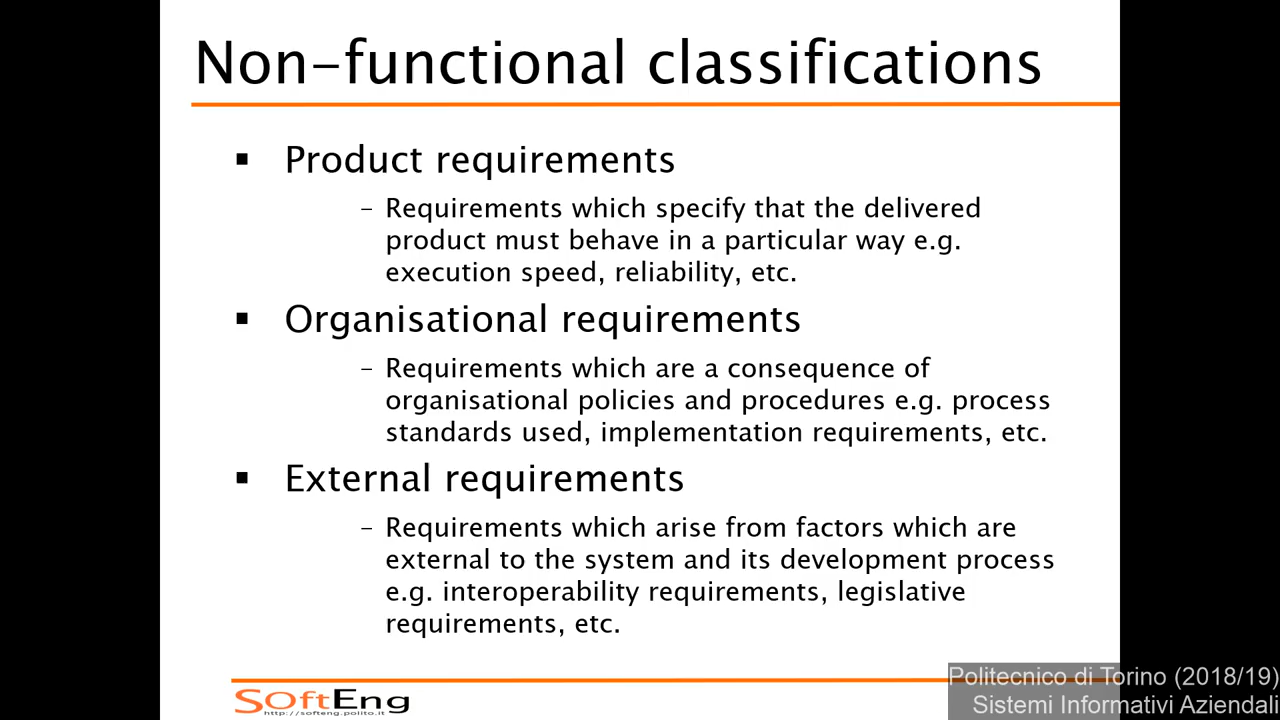 Non-functional classifications
▪ Product requirements
– Requirements which specify that the delivered
product must behave in a particular way e.g.
execution speed, reliability, etc.
▪ Organisational requirements
– Requirements which are a consequence of
organisational policies and procedures e.g. process
standards used, implementation requirements, etc.
▪ External requirements
– Requirements which arise from factors which are
external to the system and its development process
e.g. interoperability requirements, legislative
requirements, etc.
SoftEng
http://softeng.polito.it
Politecnico di Torino (2018/19)
Sistemi Informativi Aziendali